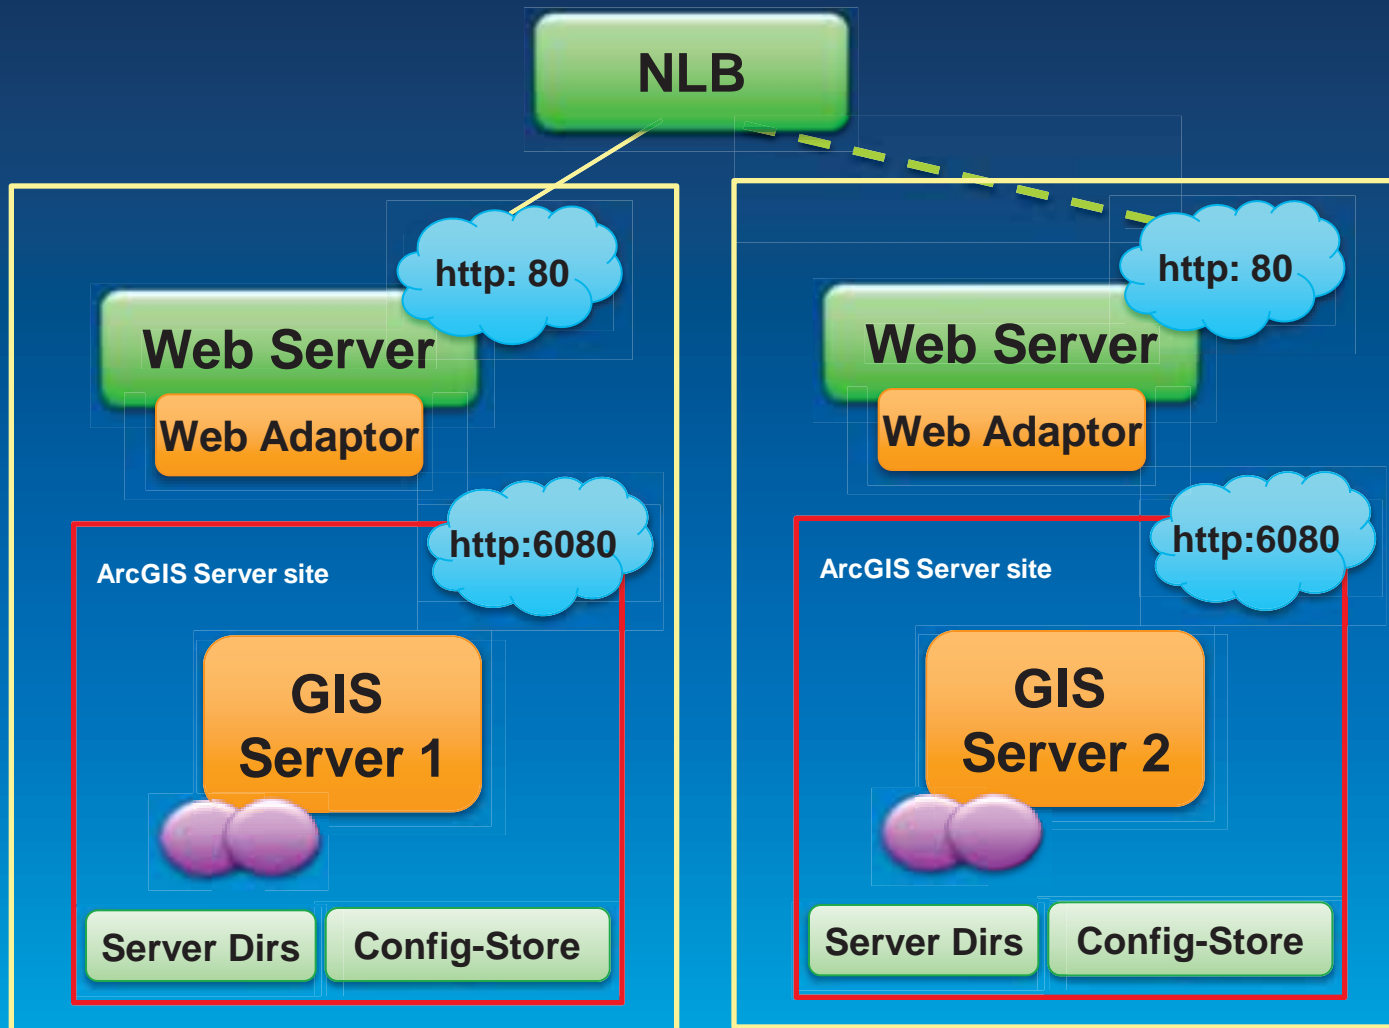 NLB
http: 80
Web Server
Web Adaptor
http:6080
ArcGIS Server site
GIS
Server 1
Server Dirs
Config-Store
http: 80
Web Server
Web Adaptor
http:6080
ArcGIS Server site
GIS
Server 2
Server Dirs
Config-Store